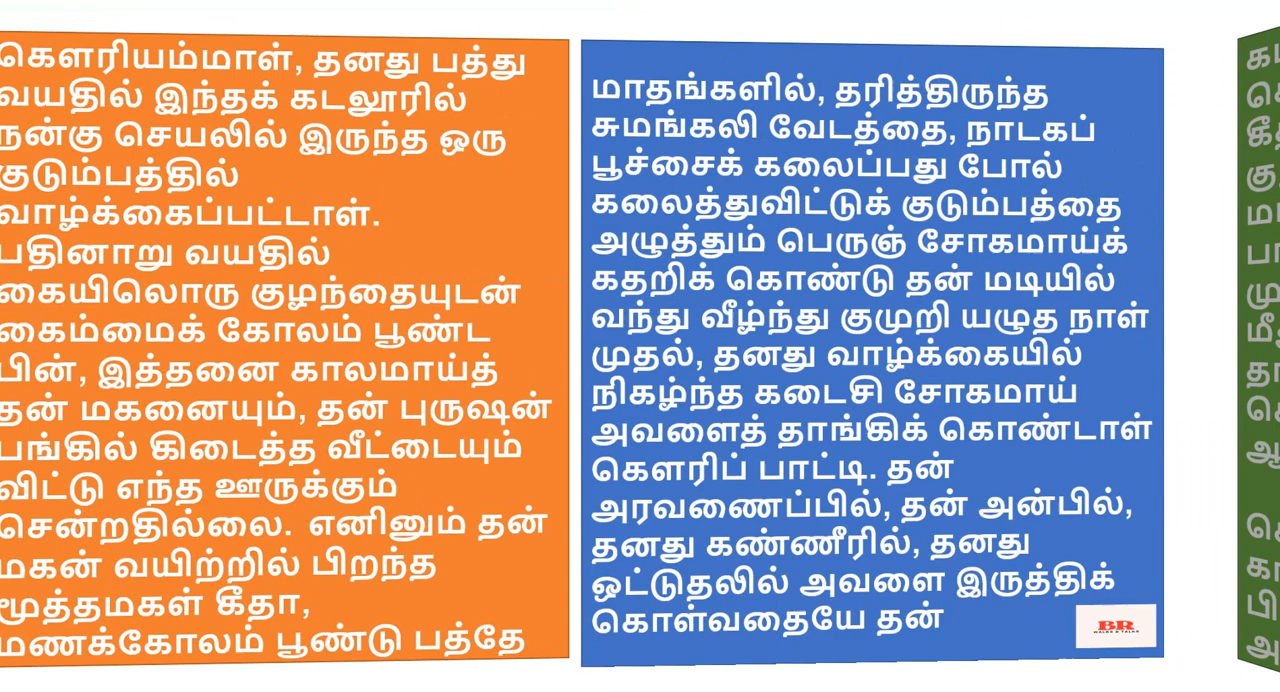 கௌரியம்மாள், தனது பத்து
வயதில் இந்தக் கடலூரில்
நன்கு செயலில் இருந்த ஒரு
குடும்பத்தில்
வாழ்க்கைப்பட்டாள்.
பதினாறு வயதில்
கையிலொரு குழந்தையுடன்
கைம்மைக் கோலம் பூண்ட
பின், இத்தனை காலமாய்த்
தன் மகனையும், தன் புருஷன்
பங்கில் கிடைத்த வீட்டையும்
விட்டு எந்த ஊருக்கும்
சென்றதில்லை. எனினும் தன்
மகன் வயிற்றில் பிறந்த
மூத்தமகள் கீதா,
மணக்கோலம் பூண்டு பத்தே
மாதங்களில், தரித்திருந்த
சுமங்கலி வேடத்தை, நாடகப்
பூச்சைக் கலைப்பது போல்
கலைத்துவிட்டுக் குடும்பத்தை
அழுத்தும் பெருஞ் சோகமாய்க்
கதறிக் கொண்டு தன் மடியில்
வந்து வீழ்ந்து குமுறி யழுத நாள்
முதல், தனது வாழ்க்கையில்
நிகழ்ந்த கடைசி சோகமாய்
அவளைத் தாங்கிக் கொண்டாள்
கௌரிப் பாட்டி. தன்
அரவணைப்பில், தன் அன்பில்,
தனது கண்ணீரில், தனது
ஒட்டுதலில் அவளை இருத்திக்
கொள்வதையே தன்
BR
WALKS & TALKS